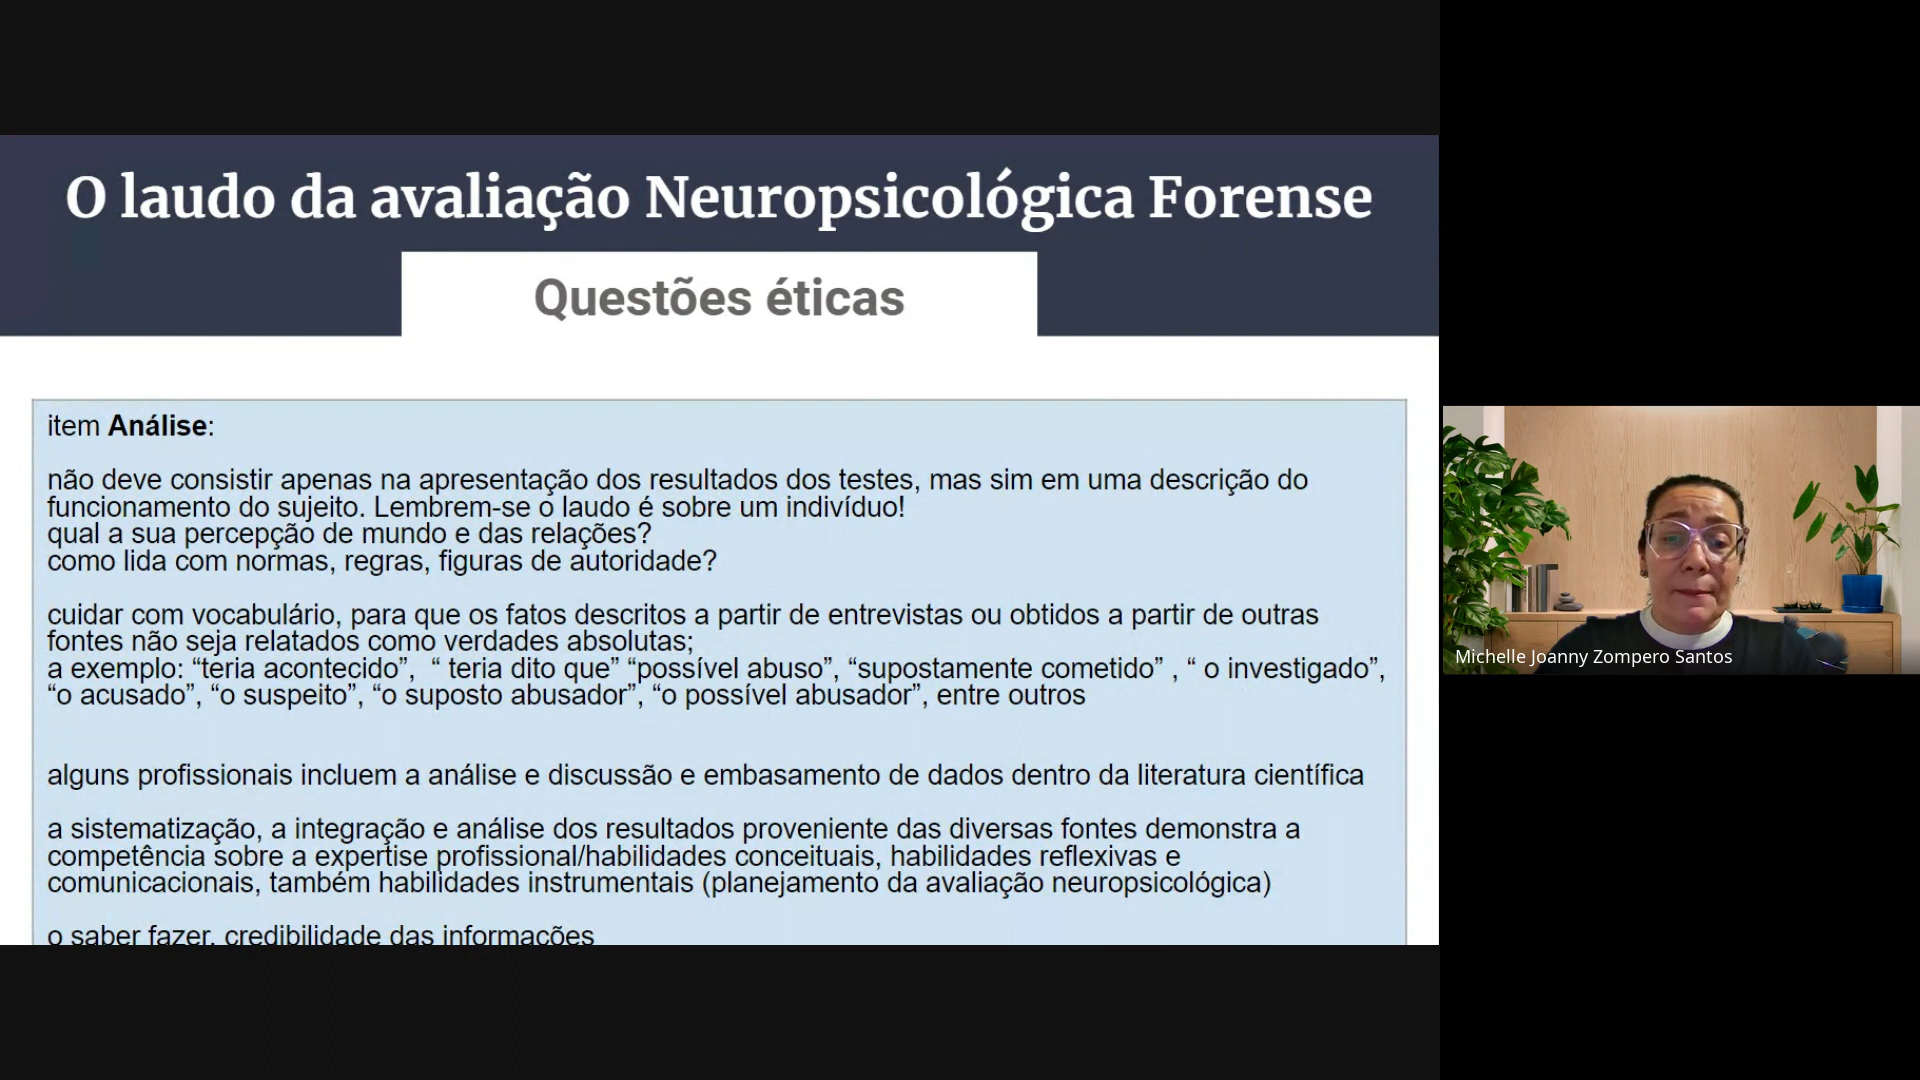 O laudo da avaliação Neuropsicológica Forense
Questões éticas
item Análise:
não deve consistir apenas na apresentação dos resultados dos testes, mas sim em uma descrição do
funcionamento do sujeito. Lembrem-se o laudo é sobre um indivíduo!
qual a sua percepção de mundo e das relações?
como lida com normas, regras, figuras de autoridade?
cuidar com vocabulário, para que os fatos descritos a partir de entrevistas ou obtidos a partir de outras
fontes não seja relatados como verdades absolutas;
a exemplo: “teria acontecido”, “ teria dito que” “possível abuso”, “supostamente cometido” , “ o investigado”,
“o acusado”, “o suspeito”, “o suposto abusador”, “o possível abusador”, entre outros
alguns profissionais incluem a análise e discussão e embasamento de dados dentro da literatura científica
a sistematização, a integração e análise dos resultados proveniente das diversas fontes demonstra a
competência sobre a expertise profissional/habilidades conceituais, habilidades reflexivas e
comunicacionais, também habilidades instrumentais (planejamento da avaliação neuropsicológica)
o saber fazer, credibilidade das informações
Michelle Joanny Zompero Santos